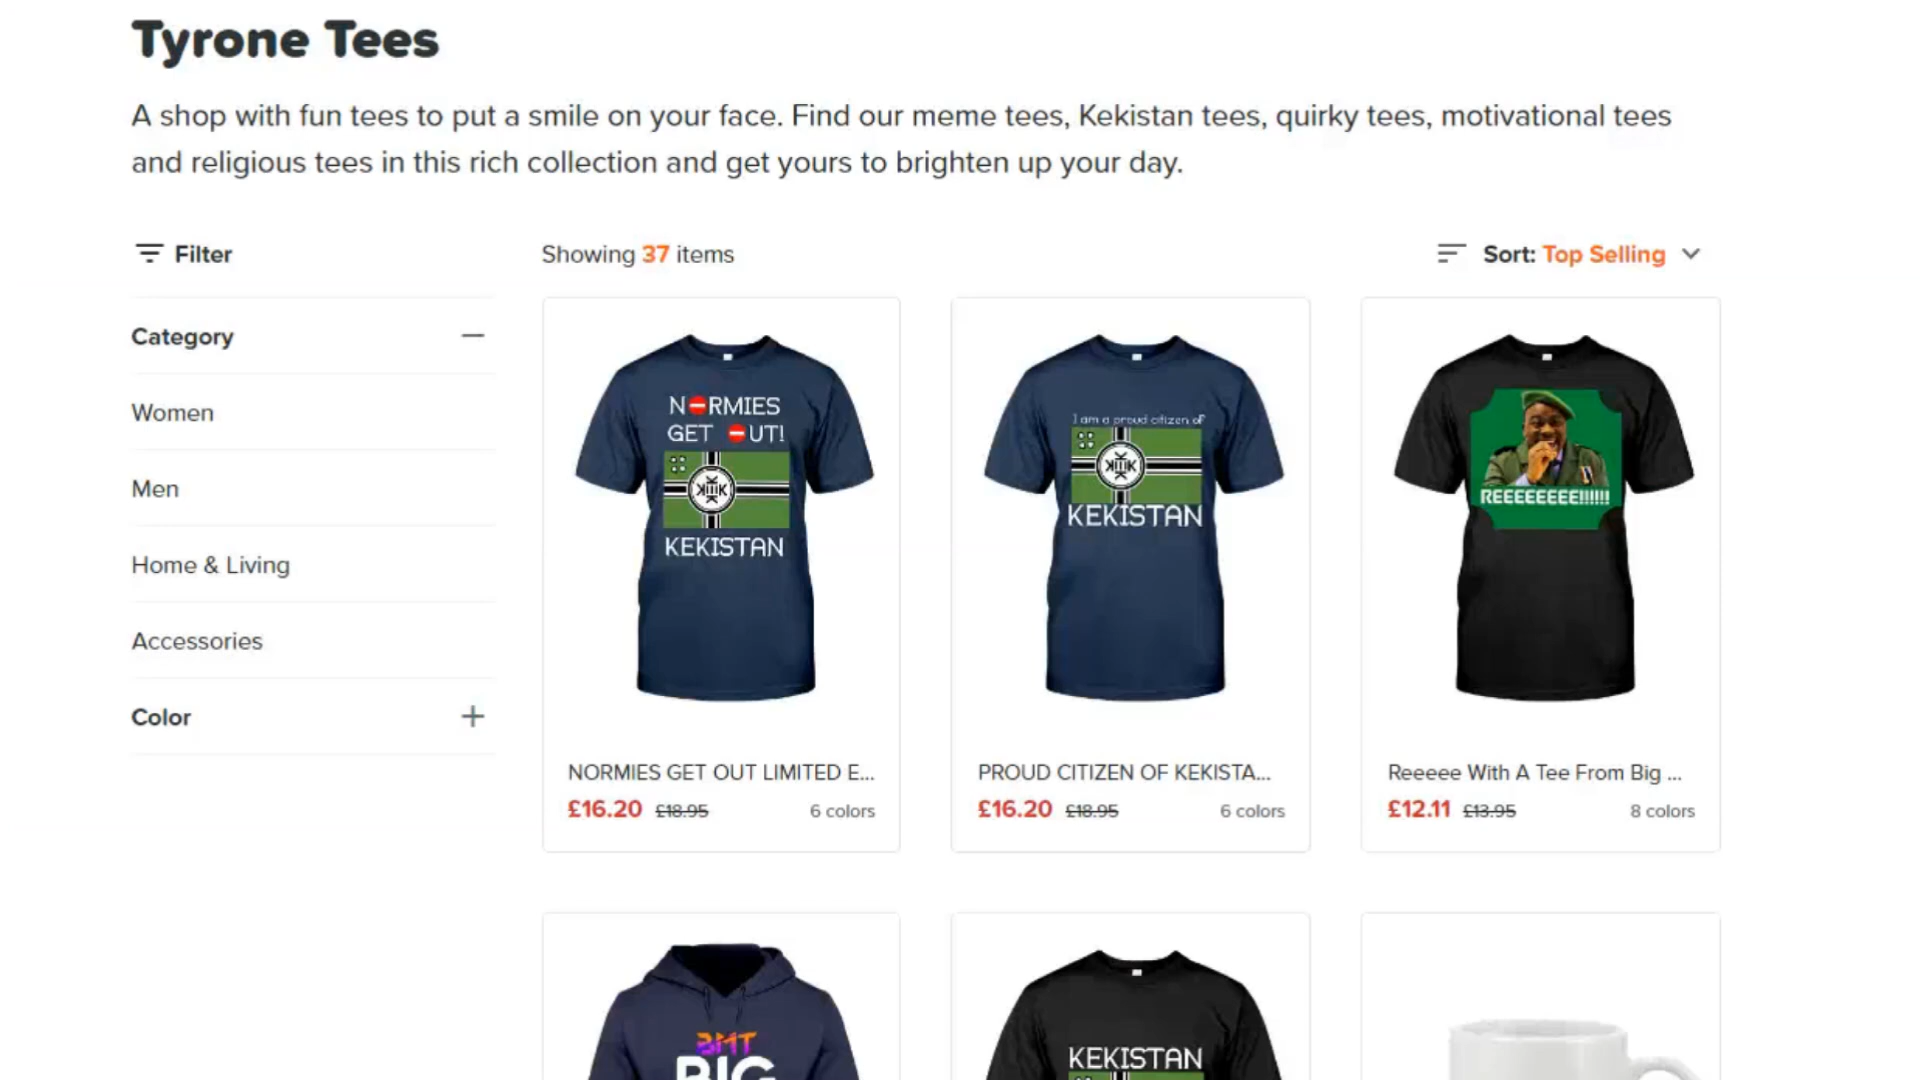 Tyrone Tees
A shop with fun tees to put a smile on your face. Find our meme tees, Kekistan tees, quirky tees, motivational tees
and religious tees in this rich collection and get yours to brighten up your day.
Filter
Showing 37 items
Sort: Top Selling
Category
Women
Men
Home & Living
Accessories
Color
N⛔RMIES
GET ⛔UT!
KEKISTAN
NORMIES GET OUT LIMITED E...
£16.20 £18.95 6 colors
I am a proud citizen of
KEKISTAN
PROUD CITIZEN OF KEKISTA...
£16.20 £18.95 6 colors
REEEEEEEE!!!!!!
Reeeee With A Tee From Big ...
£12.11 £13.95 8 colors
BMT
BIG
KEKISTAN